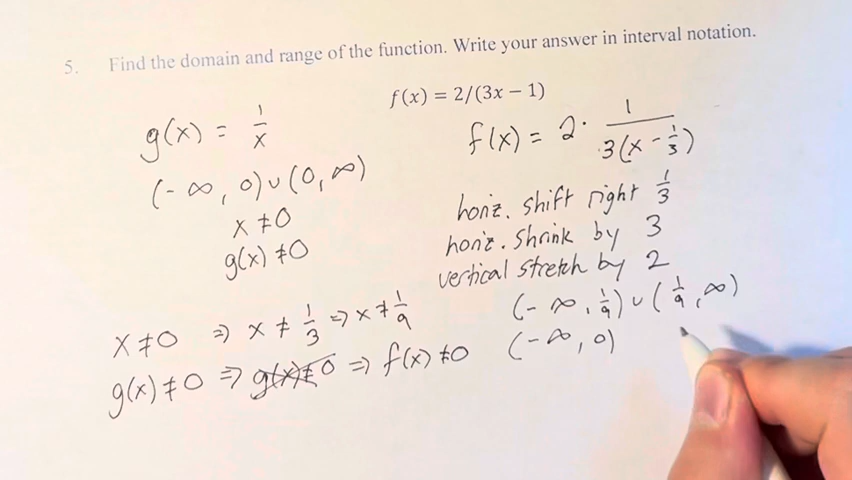 5. Find the domain and range of the function. Write your answer in interval notation.
f(x) = 2/(3x − 1)
g(x) = 1/x
f(x) = 2 · 1/(3(x - 1/3))
(-∞, 0) ∪ (0, ∞)
x ≠ 0
g(x) ≠ 0
horiz. shift right 1/3
horiz. shrink by 3
vertical stretch by 2
x ≠ 0 ⇒ x ≠ 1/3 ⇒ x ≠ 1/9
(-∞, 1/9) ∪ (1/9, ∞)
g(x) ≠ 0 ⇒ g(x) ≠ 0 ⇒ f(x) ≠ 0
(-∞, 0)